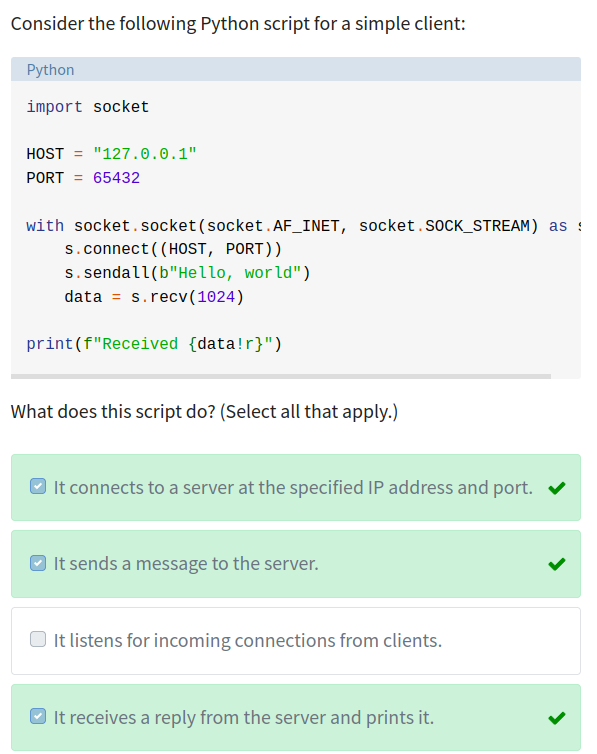 Consider the following Python script for a simple client:
Python
import socket
HOST = "127.0.0.1"
PORT = 65432
with socket.socket(socket.AF_INET, socket.SOCK_STREAM) as s
    s.connect((HOST, PORT))
    s.sendall(b"Hello, world")
    data = s.recv(1024)
print(f"Received {data!r}")
What does this script do? (Select all that apply.)
It connects to a server at the specified IP address and port.
It sends a message to the server.
It listens for incoming connections from clients.
It receives a reply from the server and prints it.